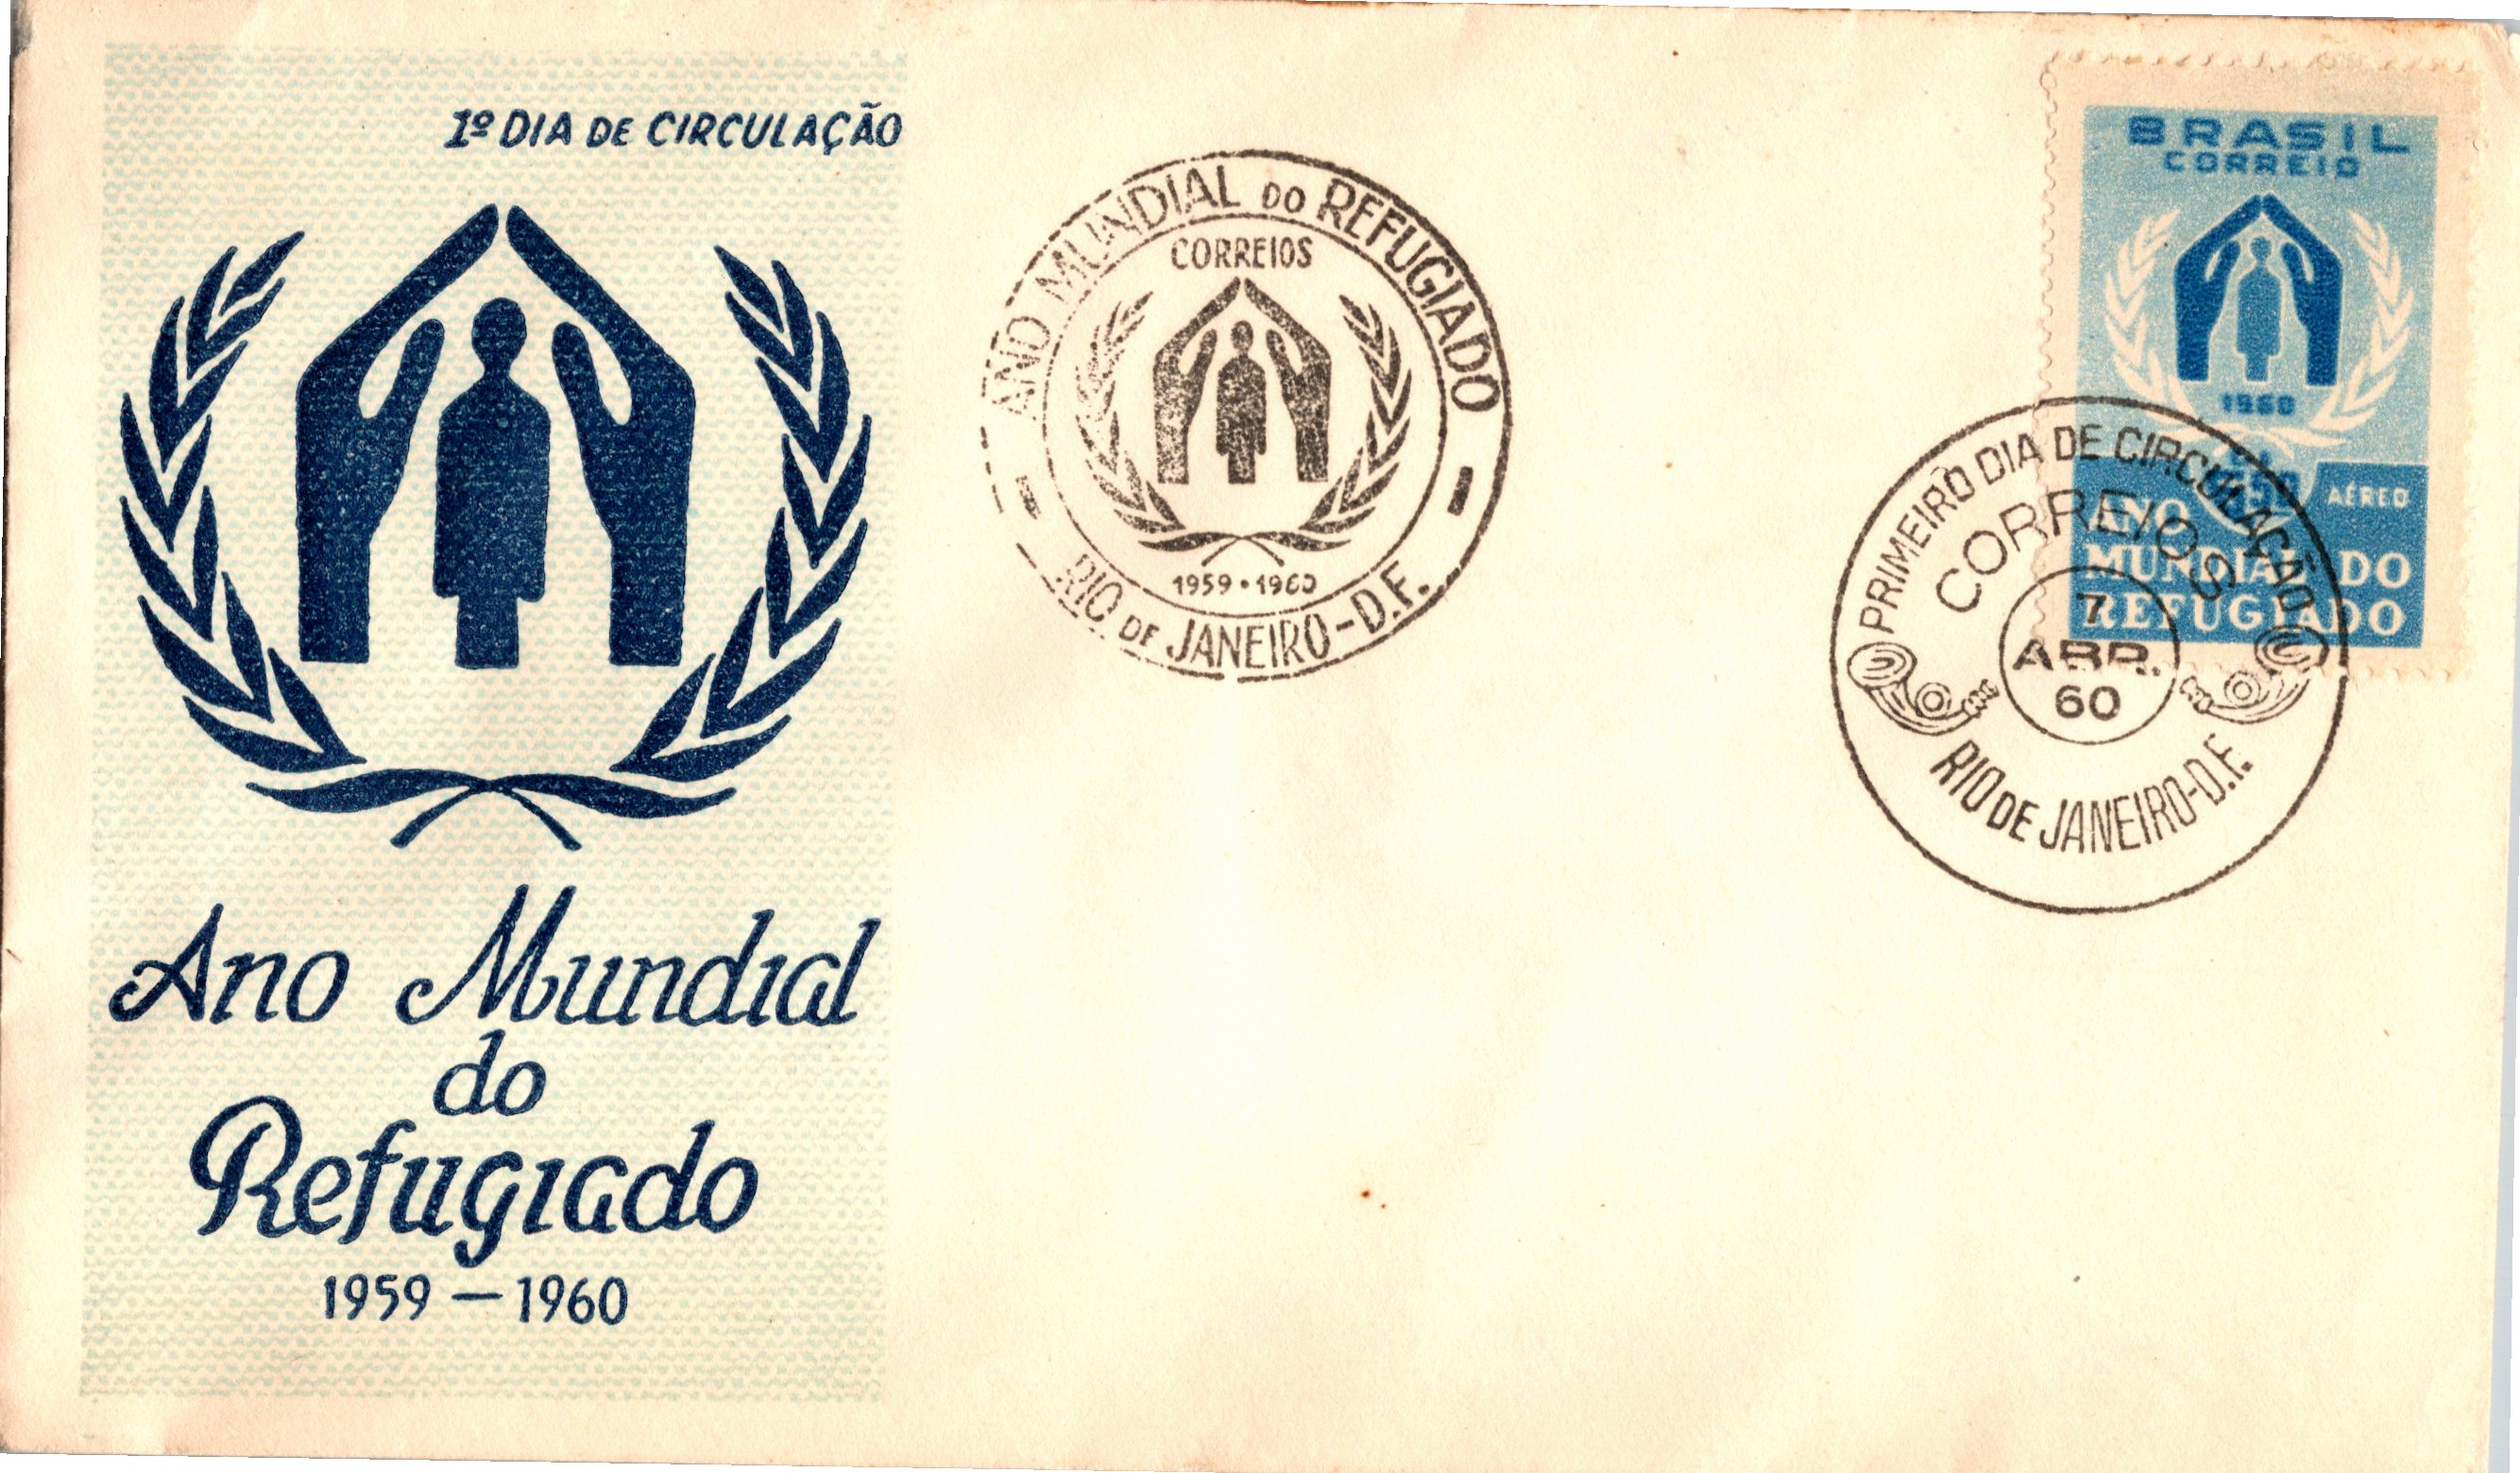 1º DIA DE CIRCULAÇÃO
Ano Mundial
do
Refugiado
1959 — 1960
ANO MUNDIAL DO REFUGIADO
CORREIOS
1959 • 1960
RIO DE JANEIRO - D.F.
BRASIL
CORREIO
1960
AÉREO
ANO
MUNDIAL DO
REFUGIADO
PRIMEIRO DIA DE CIRCULAÇÃO
CORREIOS
7
ABR.
60
RIO DE JANEIRO-D.F.